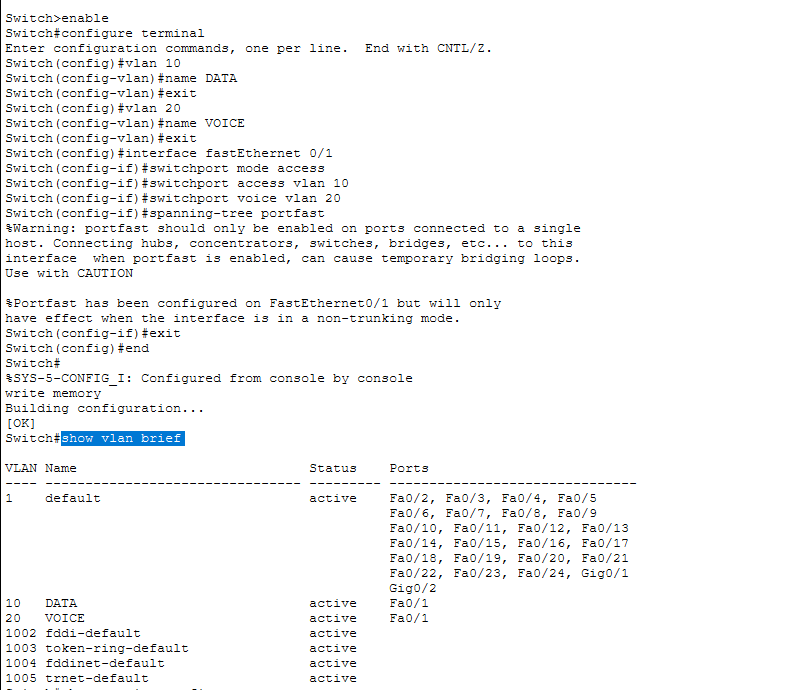 Switch>enable
Switch#configure terminal
Enter configuration commands, one per line.  End with CNTL/Z.
Switch(config)#vlan 10
Switch(config-vlan)#name DATA
Switch(config-vlan)#exit
Switch(config)#vlan 20
Switch(config-vlan)#name VOICE
Switch(config-vlan)#exit
Switch(config)#interface fastEthernet 0/1
Switch(config-if)#switchport mode access
Switch(config-if)#switchport access vlan 10
Switch(config-if)#switchport voice vlan 20
Switch(config-if)#spanning-tree portfast
%Warning: portfast should only be enabled on ports connected to a single
host. Connecting hubs, concentrators, switches, bridges, etc... to this
interface  when portfast is enabled, can cause temporary bridging loops.
Use with CAUTION
%Portfast has been configured on FastEthernet0/1 but will only
have effect when the interface is in a non-trunking mode.
Switch(config-if)#exit
Switch(config)#end
Switch#
%SYS-5-CONFIG_I: Configured from console by console
write memory
Building configuration...
[OK]
Switch#show vlan brief
VLAN Name                             Status    Ports
---- -------------------------------- --------- -------------------------------
1    default                          active    Fa0/2, Fa0/3, Fa0/4, Fa0/5
                                                Fa0/6, Fa0/7, Fa0/8, Fa0/9
                                                Fa0/10, Fa0/11, Fa0/12, Fa0/13
                                                Fa0/14, Fa0/15, Fa0/16, Fa0/17
                                                Fa0/18, Fa0/19, Fa0/20, Fa0/21
                                                Fa0/22, Fa0/23, Fa0/24, Gig0/1
                                                Gig0/2
10   DATA                             active    Fa0/1
20   VOICE                            active    Fa0/1
1002 fddi-default                     active
1003 token-ring-default               active
1004 fddinet-default                  active
1005 trnet-default                    active